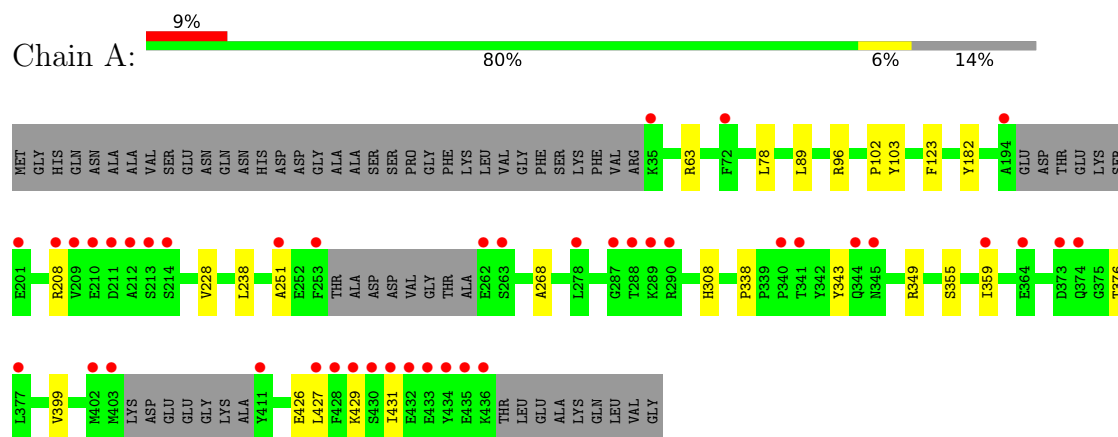 9%
Chain A:
80% 6% 14%
MET GLY HIS GLN ASN ALA ALA VAL SER GLU ASN GLN ASN HIS ASP ASP GLY ALA ALA SER SER PRO GLY PHE LYS LEU VAL GLY PHE SER LYS PHE VAL ARG K35 R63 F72 L78 L89 R96 P102 Y103 F123 Y182 A194 GLU ASP THR GLU LYS SER
E201 R208 V209 E210 D211 A212 S213 S214 V228 L238 A251 E252 F253 THR ALA ASP ASP VAL GLY THR ALA E262 S263 A268 L278 G287 T288 K289 R290 H308 P338 P339 P340 T341 Y342 Y343 Q344 N345 R349 S355 I359 E364 D373 Q374 G375 T376
L377 V399 M402 M403 LYS ASP GLU GLU GLY LYS ALA Y411 E426 L427 F428 K429 S430 I431 E432 E433 Y434 E435 K436 THR LEU GLU ALA LYS GLN LEU VAL GLY